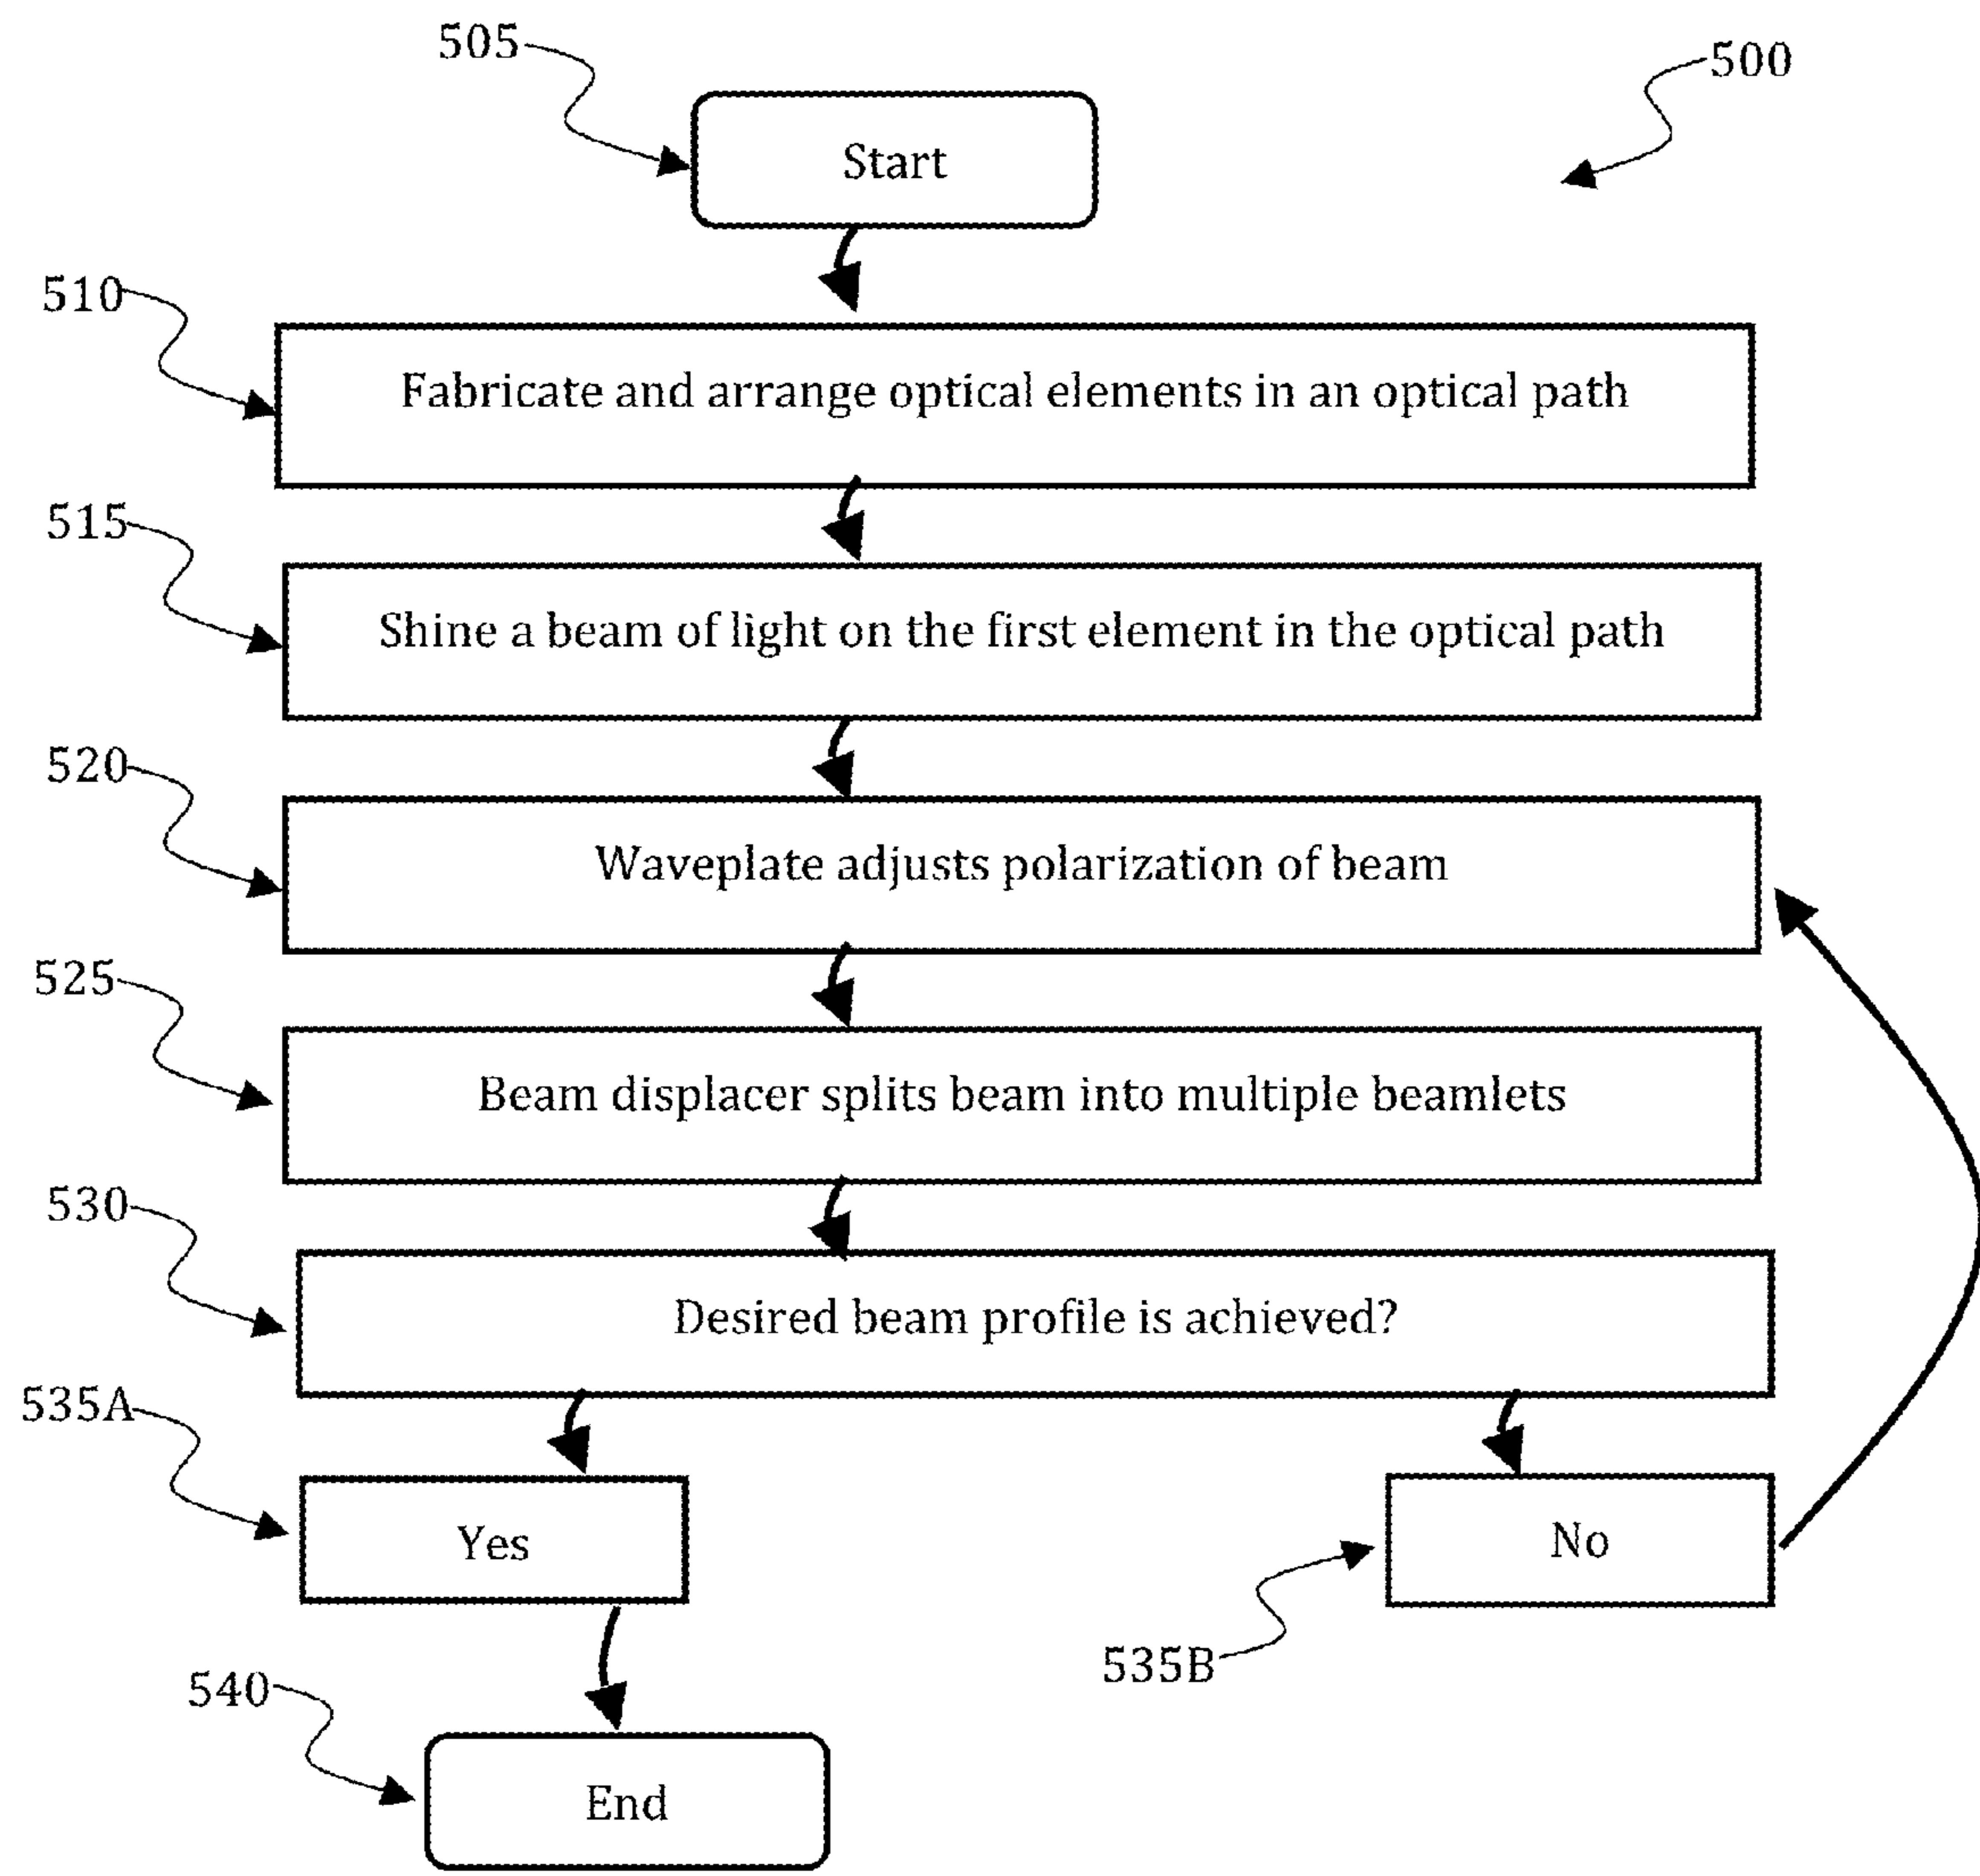 505
500
Start
510
Fabricate and arrange optical elements in an optical path
515
Shine a beam of light on the first element in the optical path
520
Waveplate adjusts polarization of beam
525
Beam displacer splits beam into multiple beamlets
530
Desired beam profile is achieved?
535A
Yes
No
535B
540
End